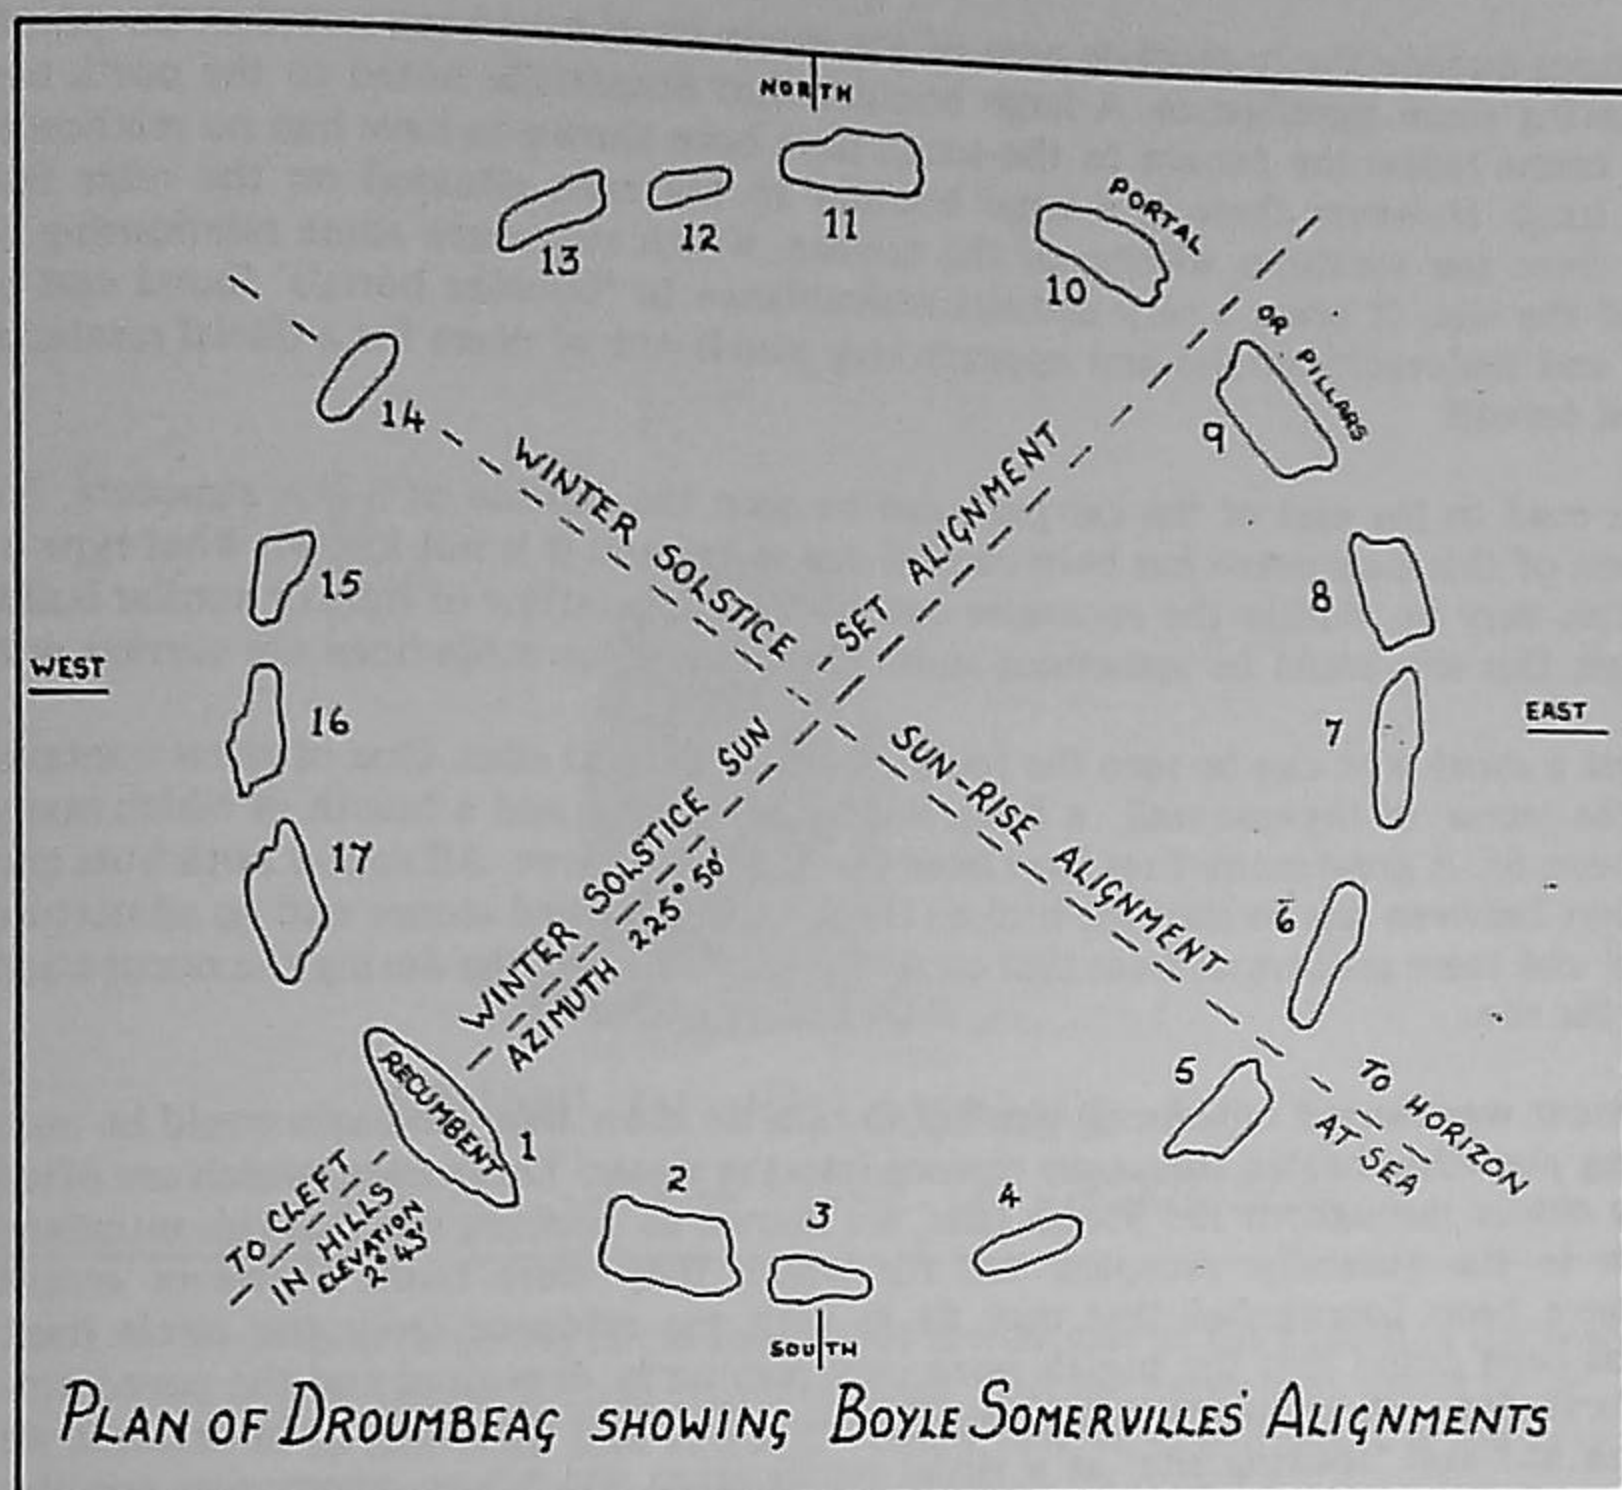 NORTH
PORTAL
OR PILLARS
13
12
11
10
14
9
WINTER SOLSTICE
SUN-RISE ALIGNMENT
15
8
WEST
16
7
EAST
17
6
WINTER SOLSTICE SUN
SET ALIGNMENT
AZIMUTH 225° 50'
5
TO HORIZON
AT SEA
RECUMBENT
1
2
3
4
TO CLEFT
IN HILLS
ELEVATION
2° 43'
SOUTH
PLAN OF DROUMBEAG SHOWING BOYLE SOMERVILLES' ALIGNMENTS